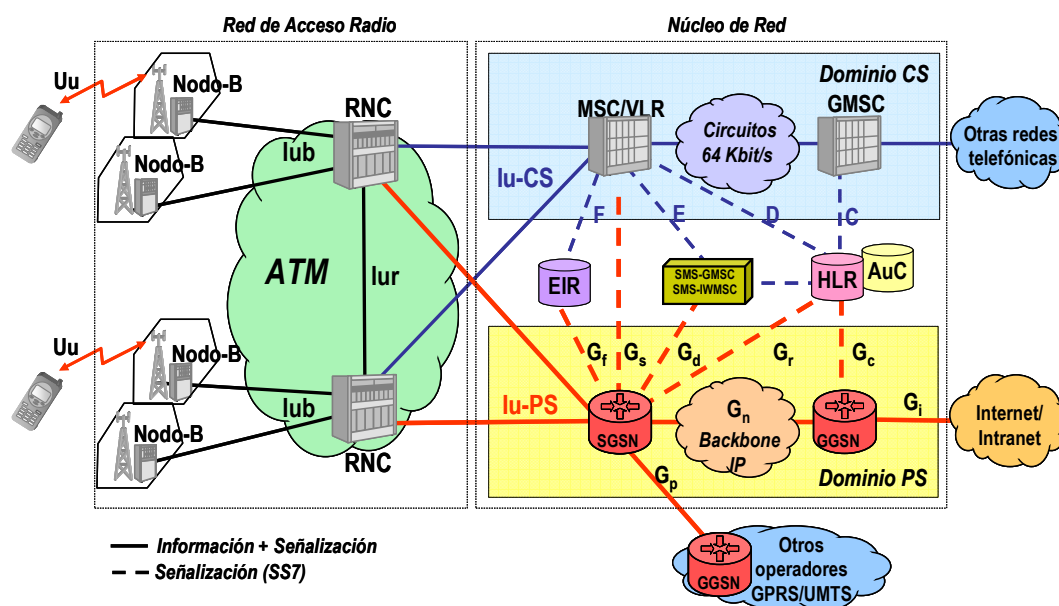 Red de Acceso Radio
Núcleo de Red
Uu
Nodo-B
Nodo-B
RNC
Iub
Dominio CS
MSC/VLR
GMSC
Circuitos
64 Kbit/s
Otras redes
telefónicas
Iu-CS
F
E
D
C
ATM
Iur
EIR
SMS-GMSC
SMS-IWMSC
HLR
AuC
Uu
Nodo-B
Nodo-B
Iub
RNC
Gf
Gs
Gd
Gr
Gc
Iu-PS
SGSN
Gn
Backbone
IP
GGSN
Gi
Internet/
Intranet
Gp
Dominio PS
GGSN
Otros
operadores
GPRS/UMTS
Información + Señalización
Señalización (SS7)